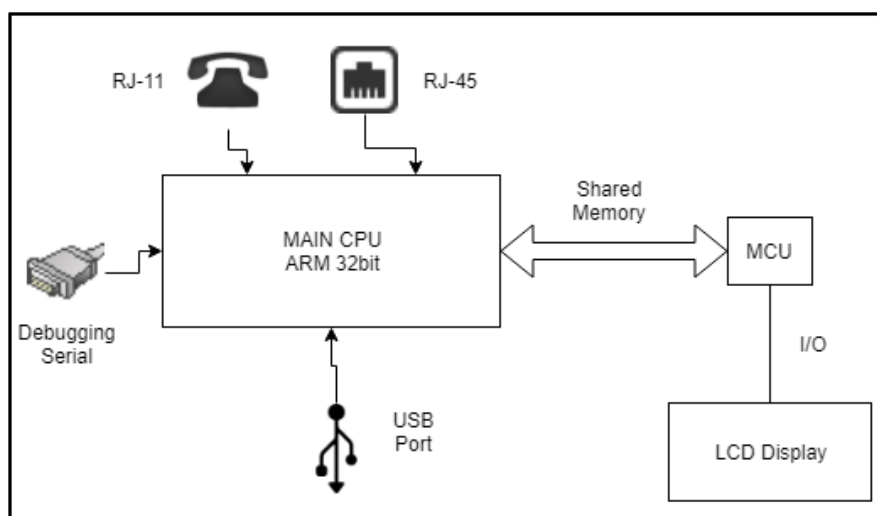 RJ-11
RJ-45
Shared
Memory
MAIN CPU
ARM 32bit
MCU
Debugging
Serial
I/O
USB
Port
LCD Display